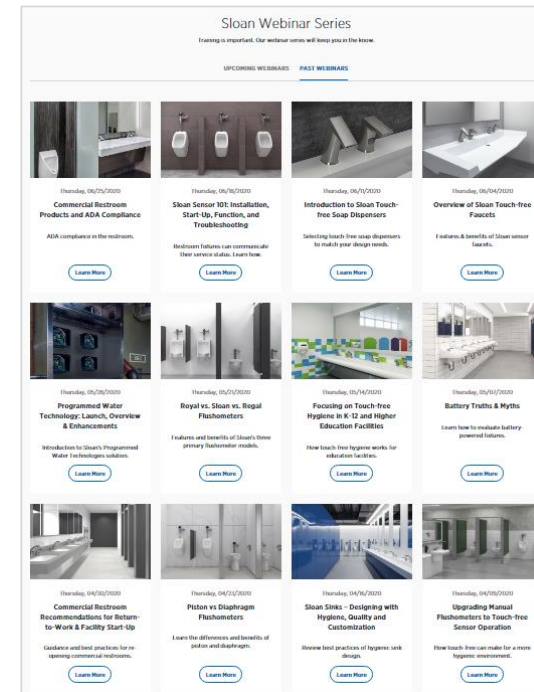 Sloan Webinar Series
Training is important. Our webinar series will keep you in the know.
UPCOMING WEBINARS PAST WEBINARS
Thursday, 06/25/2020
Commercial Restroom
Products and ADA Compliance
ADA compliance in the restroom.
Learn More
Thursday, 06/18/2020
Sloan Sensor 101: Installation,
Start-Up, Function, and
Troubleshooting
Restroom fixtures can communicate
their service status. Learn how.
Learn More
Thursday, 06/11/2020
Introduction to Sloan Touch-
free Soap Dispensers
Selecting touch-free soap dispensers
to match your design needs.
Learn More
Thursday, 06/04/2020
Overview of Sloan Touch-free
Faucets
Features & benefits of Sloan sensor
faucets.
Learn More
Thursday, 05/28/2020
Programmed Water
Technology: Launch, Overview
& Enhancements
Introduction to Sloan's Programmed
Water Technologies solution.
Learn More
Thursday, 05/21/2020
Royal vs. Sloan vs. Regal
Flushometers
Features and benefits of Sloan's three
primary flushometer models.
Learn More
Thursday, 05/14/2020
Focusing on Touch-free
Hygiene in K-12 and Higher
Education Facilities
How touch-free hygiene works for
education facilities.
Learn More
Thursday, 05/07/2020
Battery Truths & Myths
Learn how to evaluate battery-
powered fixtures.
Learn More
Thursday, 04/30/2020
Commercial Restroom
Recommendations for Return-
to-Work & Facility Start-Up
Guidance and best practices for re-
opening commercial restrooms.
Learn More
Thursday, 04/23/2020
Piston vs Diaphragm
Flushometers
Learn the differences and benefits of
piston and diaphragm.
Learn More
Thursday, 04/16/2020
Sloan Sinks – Designing with
Hygiene, Quality and
Customization
Review best practices of hygienic sink
design.
Learn More
Thursday, 04/09/2020
Upgrading Manual
Flushometers to Touch-free
Sensor Operation
How touch-free can make for a more
hygienic environment.
Learn More